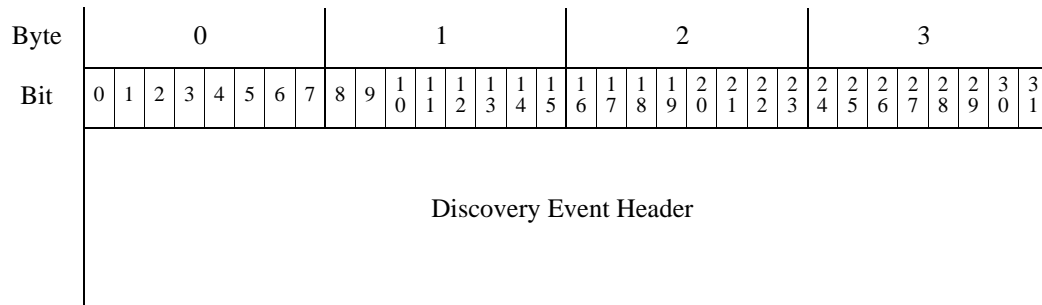 Byte 0 1 2 3
Bit 0 1 2 3 4 5 6 7 8 9 10 11 12 13 14 15 16 17 18 19 20 21 22 23 24 25 26 27 28 29 30 31
Discovery Event Header